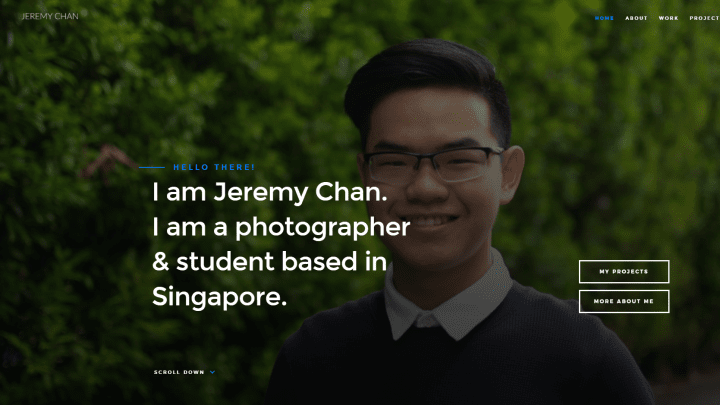 JEREMY CHAN
HOME ABOUT WORK PROJECT
HELLO THERE!
I am Jeremy Chan.
I am a photographer
& student based in
Singapore.
MY PROJECTS
MORE ABOUT ME
SCROLL DOWN